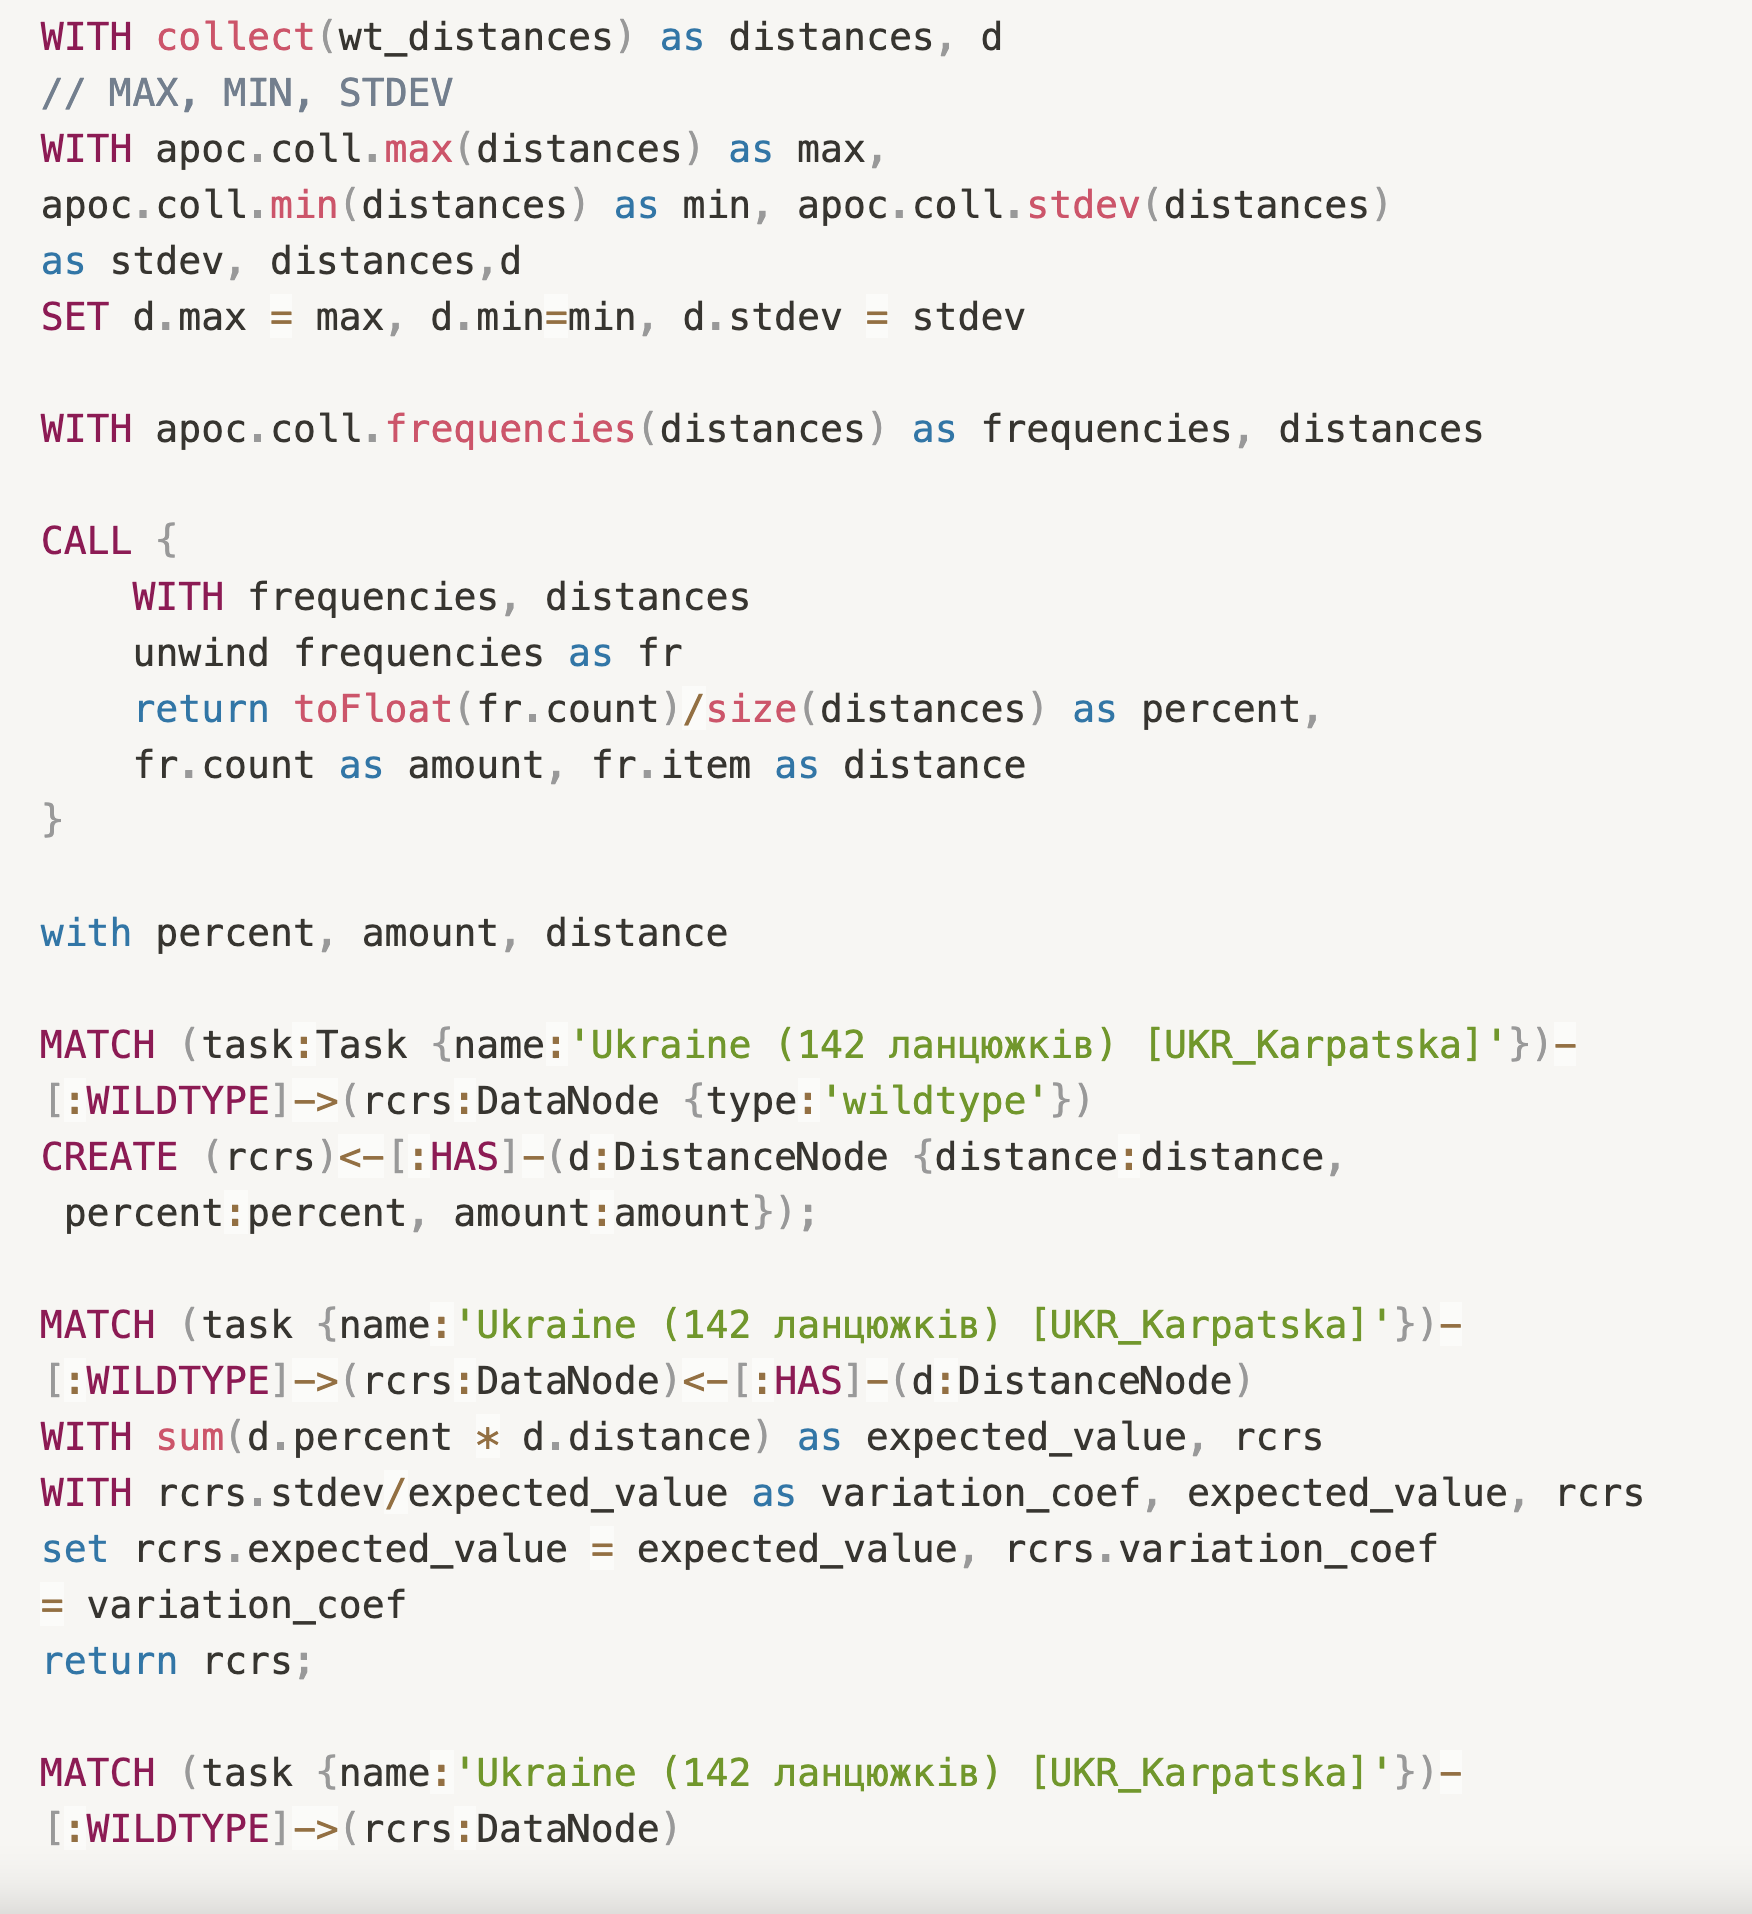 WITH collect(wt_distances) as distances, d
// MAX, MIN, STDEV
WITH apoc.coll.max(distances) as max,
apoc.coll.min(distances) as min, apoc.coll.stdev(distances)
as stdev, distances,d
SET d.max = max, d.min=min, d.stdev = stdev
WITH apoc.coll.frequencies(distances) as frequencies, distances
CALL {
WITH frequencies, distances
unwind frequencies as fr
return toFloat(fr.count)/size(distances) as percent,
fr.count as amount, fr.item as distance
}
with percent, amount, distance
MATCH (task:Task {name:'Ukraine (142 ланцюжків) [UKR_Karpatska]'})-
[:WILDTYPE]->(rcrs:DataNode {type:'wildtype'})
CREATE (rcrs)<-[:HAS]-(d:DistanceNode {distance:distance,
percent:percent, amount:amount});
MATCH (task {name:'Ukraine (142 ланцюжків) [UKR_Karpatska]'})-
[:WILDTYPE]->(rcrs:DataNode)<-[:HAS]-(d:DistanceNode)
WITH sum(d.percent * d.distance) as expected_value, rcrs
WITH rcrs.stdev/expected_value as variation_coef, expected_value, rcrs
set rcrs.expected_value = expected_value, rcrs.variation_coef
= variation_coef
return rcrs;
MATCH (task {name:'Ukraine (142 ланцюжків) [UKR_Karpatska]'})-
[:WILDTYPE]->(rcrs:DataNode)